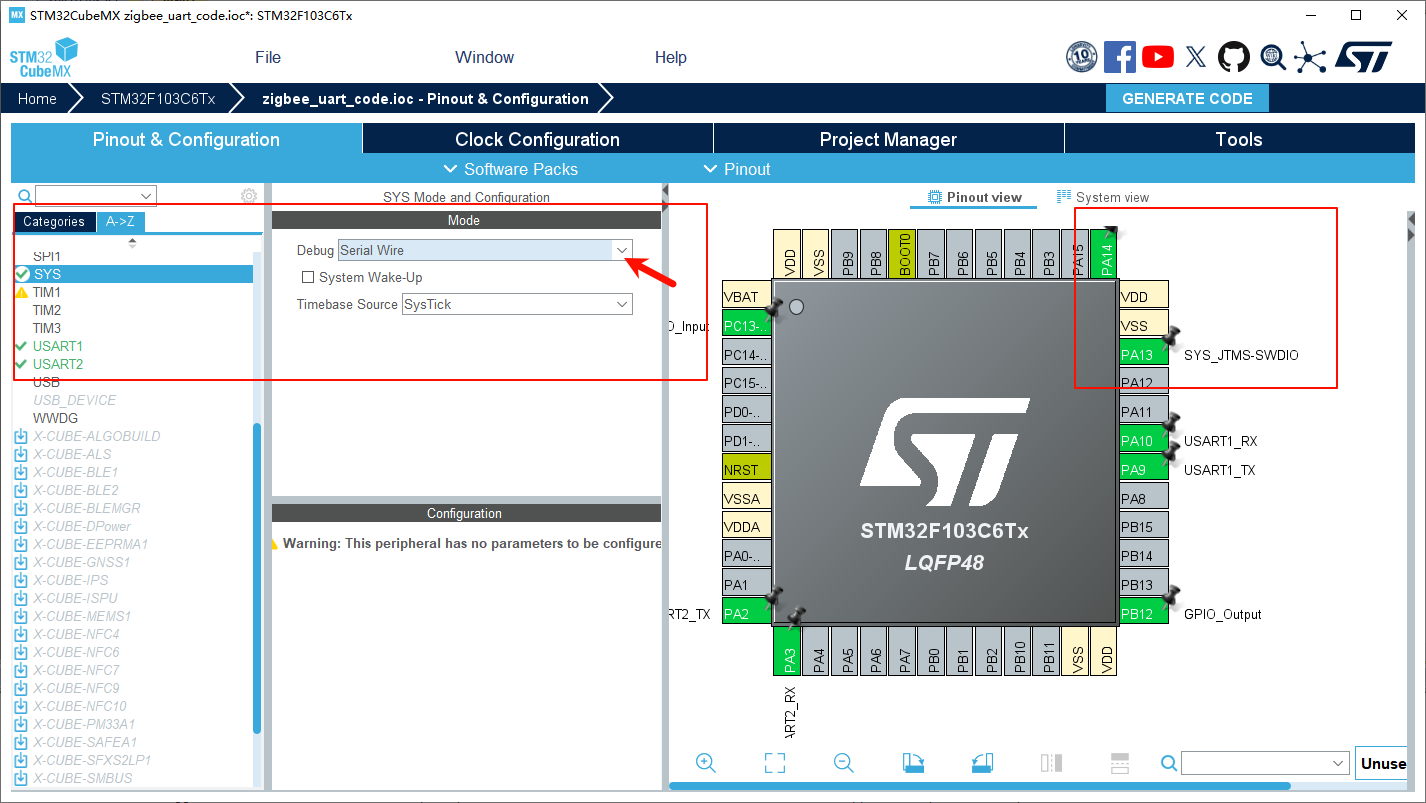 MX STM32CubeMX zigbee_uart_code.ioc*: STM32F103C6Tx
STM32 CubeMX
File
Window
Help
10 YEARS
Home
STM32F103C6Tx
zigbee_uart_code.ioc - Pinout & Configuration
GENERATE CODE
Pinout & Configuration
Clock Configuration
Project Manager
Tools
Software Packs
Pinout
Categories
A->Z
SPI1
SYS
TIM1
TIM2
TIM3
USART1
USART2
USB
USB_DEVICE
WWDG
X-CUBE-ALGOBUILD
X-CUBE-ALS
X-CUBE-BLE1
X-CUBE-BLE2
X-CUBE-BLEMGR
X-CUBE-DPower
X-CUBE-EEPRMA1
X-CUBE-GNSS1
X-CUBE-IPS
X-CUBE-ISPU
X-CUBE-MEMS1
X-CUBE-NFC4
X-CUBE-NFC6
X-CUBE-NFC7
X-CUBE-NFC9
X-CUBE-NFC10
X-CUBE-PM33A1
X-CUBE-SAFEA1
X-CUBE-SFXS2LP1
X-CUBE-SMBUS
SYS Mode and Configuration
Mode
Debug Serial Wire
System Wake-Up
Timebase Source SysTick
Configuration
Warning: This peripheral has no parameters to be configure
Pinout view
System view
VDD
VSS
PB9
PB8
BOOT0
PB7
PB6
PB5
PB4
PB3
PA15
PA14
VBAT
O_Input
PC13-..
PC14-..
PC15-..
PD0-..
PD1-..
NRST
VSSA
VDDA
PA0-..
PA1
RT2_TX
PA2
VDD
VSS
PA13
SYS_JTMS-SWDIO
PA12
PA11
PA10
USART1_RX
PA9
USART1_TX
PA8
PB15
PB14
PB13
PB12
GPIO_Output
ST
STM32F103C6Tx
LQFP48
PA3
PA4
PA5
PA6
PA7
PB0
PB1
PB2
PB10
PB11
VSS
VDD
ART2_RX
Unuse